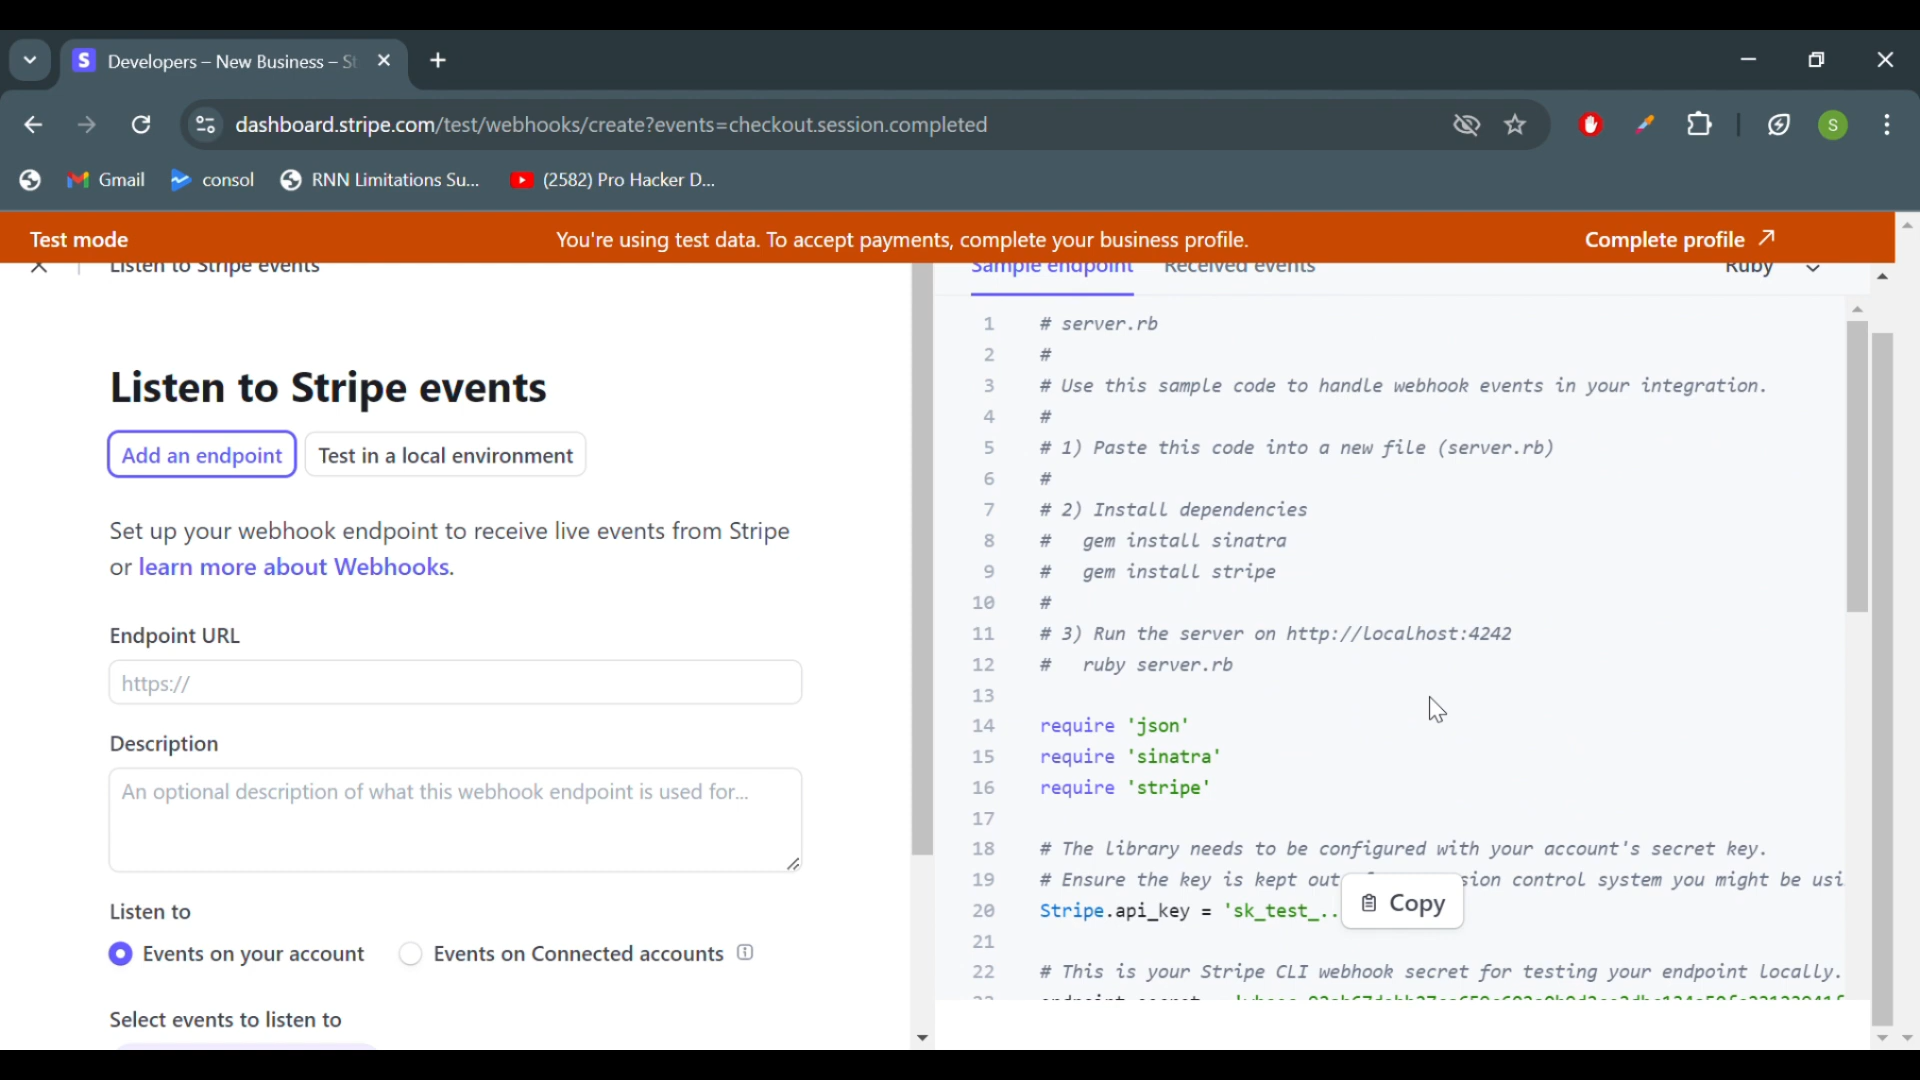 Developers – New Business – St
dashboard.stripe.com/test/webhooks/create?events=checkout.session.completed
S
Gmail
consol
RNN Limitations Su...
(2582) Pro Hacker D...
Test mode
You're using test data. To accept payments, complete your business profile.
Complete profile
Listen to Stripe events
Sample endpoint
Received events
Ruby
Listen to Stripe events
Add an endpoint
Test in a local environment
Set up your webhook endpoint to receive live events from Stripe
or learn more about Webhooks.
Endpoint URL
https://
Description
An optional description of what this webhook endpoint is used for...
Listen to
Events on your account
Events on Connected accounts
Select events to listen to
1 # server.rb
2 #
3 # Use this sample code to handle webhook events in your integration.
4 #
5 # 1) Paste this code into a new file (server.rb)
6 #
7 # 2) Install dependencies
8 # gem install sinatra
9 # gem install stripe
10 #
11 # 3) Run the server on http://localhost:4242
12 # ruby server.rb
13
14 require 'json'
15 require 'sinatra'
16 require 'stripe'
17
18 # The library needs to be configured with your account's secret key.
19 # Ensure the key is kept out sion control system you might be usi
20 Stripe.api_key = 'sk_test_..
Copy
21
22 # This is your Stripe CLI webhook secret for testing your endpoint locally.